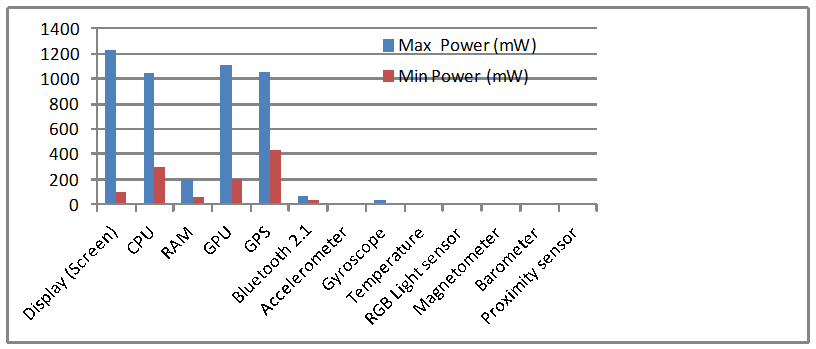 1400
1200
1000
800
600
400
200
0
Max Power (mW)
Min Power (mW)
Display (Screen)
CPU
RAM
GPU
GPS
Bluetooth 2.1
Accelerometer
Gyroscope
Temperature
RGB Light sensor
Magnetometer
Barometer
Proximity sensor